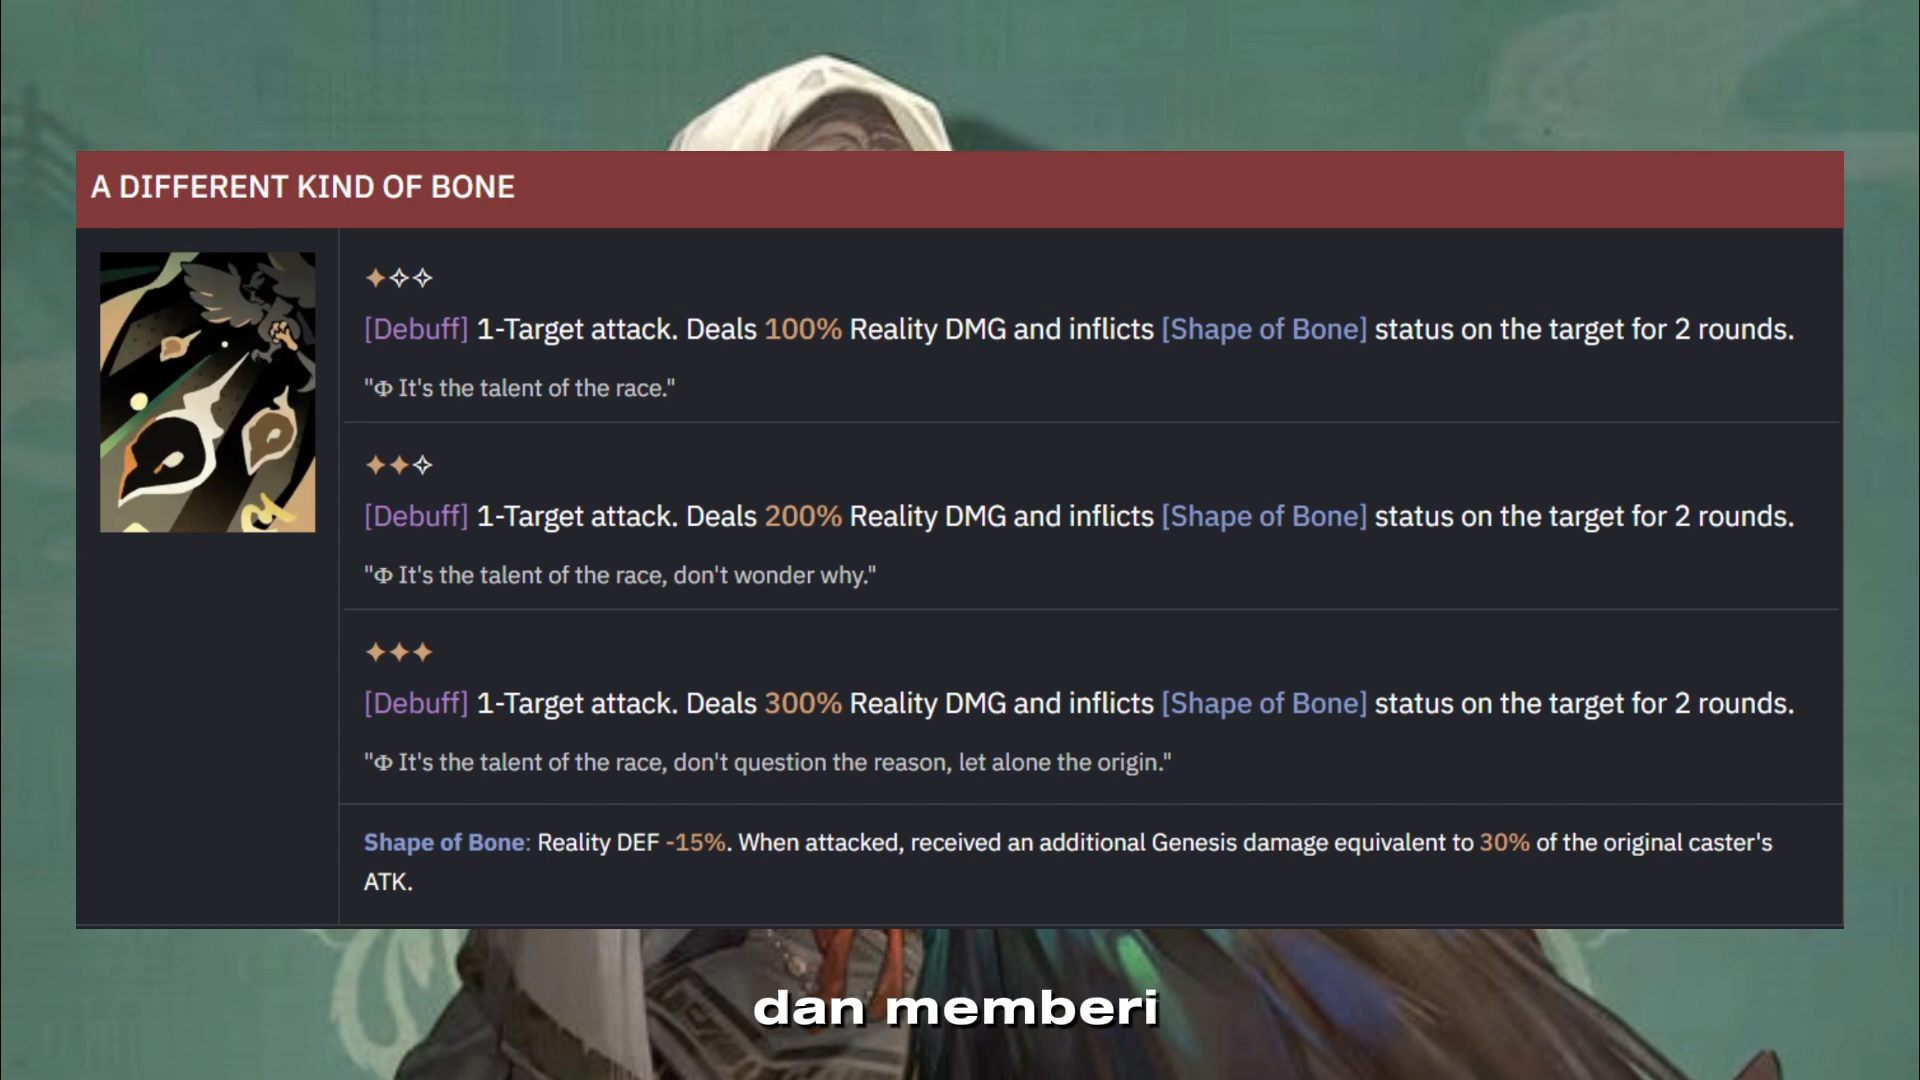 A DIFFERENT KIND OF BONE
[Debuff] 1-Target attack. Deals 100% Reality DMG and inflicts [Shape of Bone] status on the target for 2 rounds.
"Φ It's the talent of the race."
[Debuff] 1-Target attack. Deals 200% Reality DMG and inflicts [Shape of Bone] status on the target for 2 rounds.
"Φ It's the talent of the race, don't wonder why."
[Debuff] 1-Target attack. Deals 300% Reality DMG and inflicts [Shape of Bone] status on the target for 2 rounds.
"Φ It's the talent of the race, don't question the reason, let alone the origin."
Shape of Bone: Reality DEF -15%. When attacked, received an additional Genesis damage equivalent to 30% of the original caster's
ATK.
dan memberi